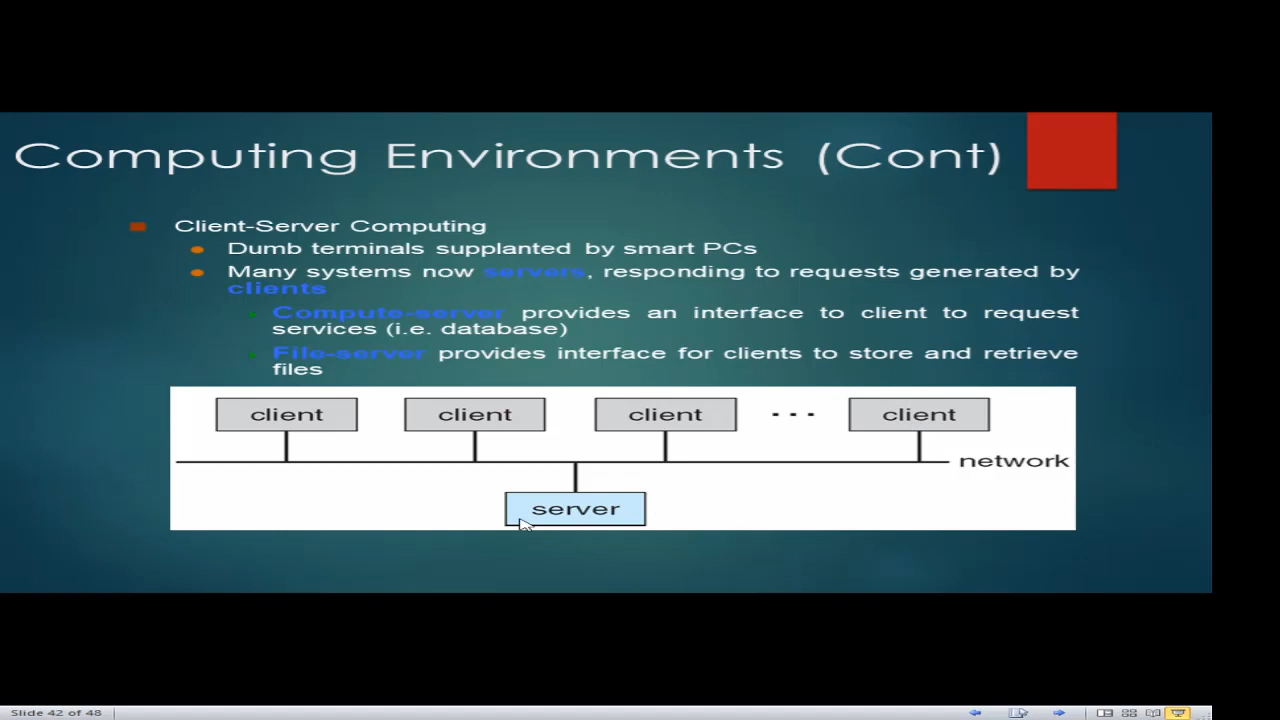 Computing Environments (Cont)
Client-Server Computing
Dumb terminals supplanted by smart PCs
Many systems now servers, responding to requests generated by
clients
Compute-server provides an interface to client to request
services (i.e. database)
File-server provides interface for clients to store and retrieve
files
client client client ... client
network
server
Slide 42 of 48